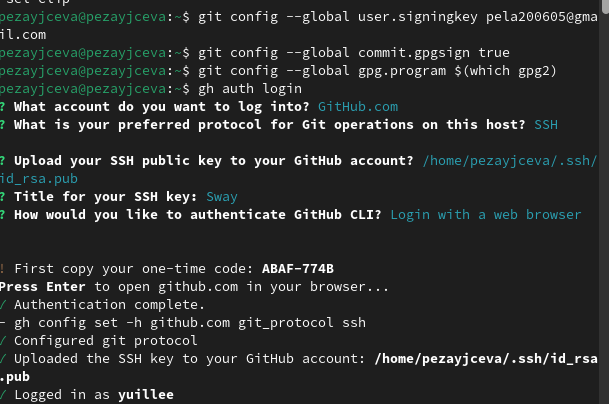 pezayjceva@pezayjceva:~$ git config --global user.signingkey pela200605@gma
il.com
pezayjceva@pezayjceva:~$ git config --global commit.gpgsign true
pezayjceva@pezayjceva:~$ git config --global gpg.program $(which gpg2)
pezayjceva@pezayjceva:~$ gh auth login
? What account do you want to log into? GitHub.com
? What is your preferred protocol for Git operations on this host? SSH
? Upload your SSH public key to your GitHub account? /home/pezayjceva/.ssh/
id_rsa.pub
? Title for your SSH key: Sway
? How would you like to authenticate GitHub CLI? Login with a web browser
! First copy your one-time code: ABAF-774B
Press Enter to open github.com in your browser...
✓ Authentication complete.
- gh config set -h github.com git_protocol ssh
✓ Configured git protocol
✓ Uploaded the SSH key to your GitHub account: /home/pezayjceva/.ssh/id_rsa
.pub
✓ Logged in as yuillee